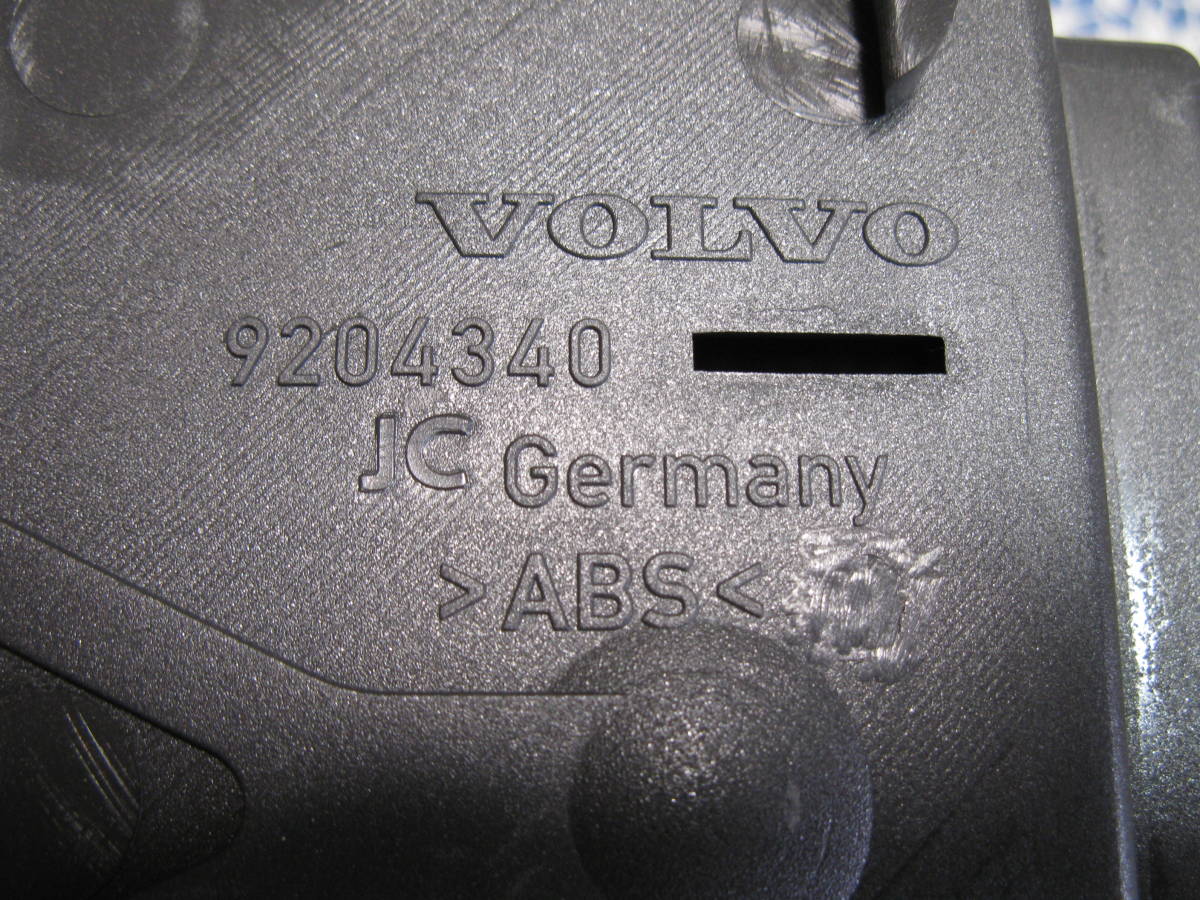 VOLVO
9204340
JC Germany
>ABS<